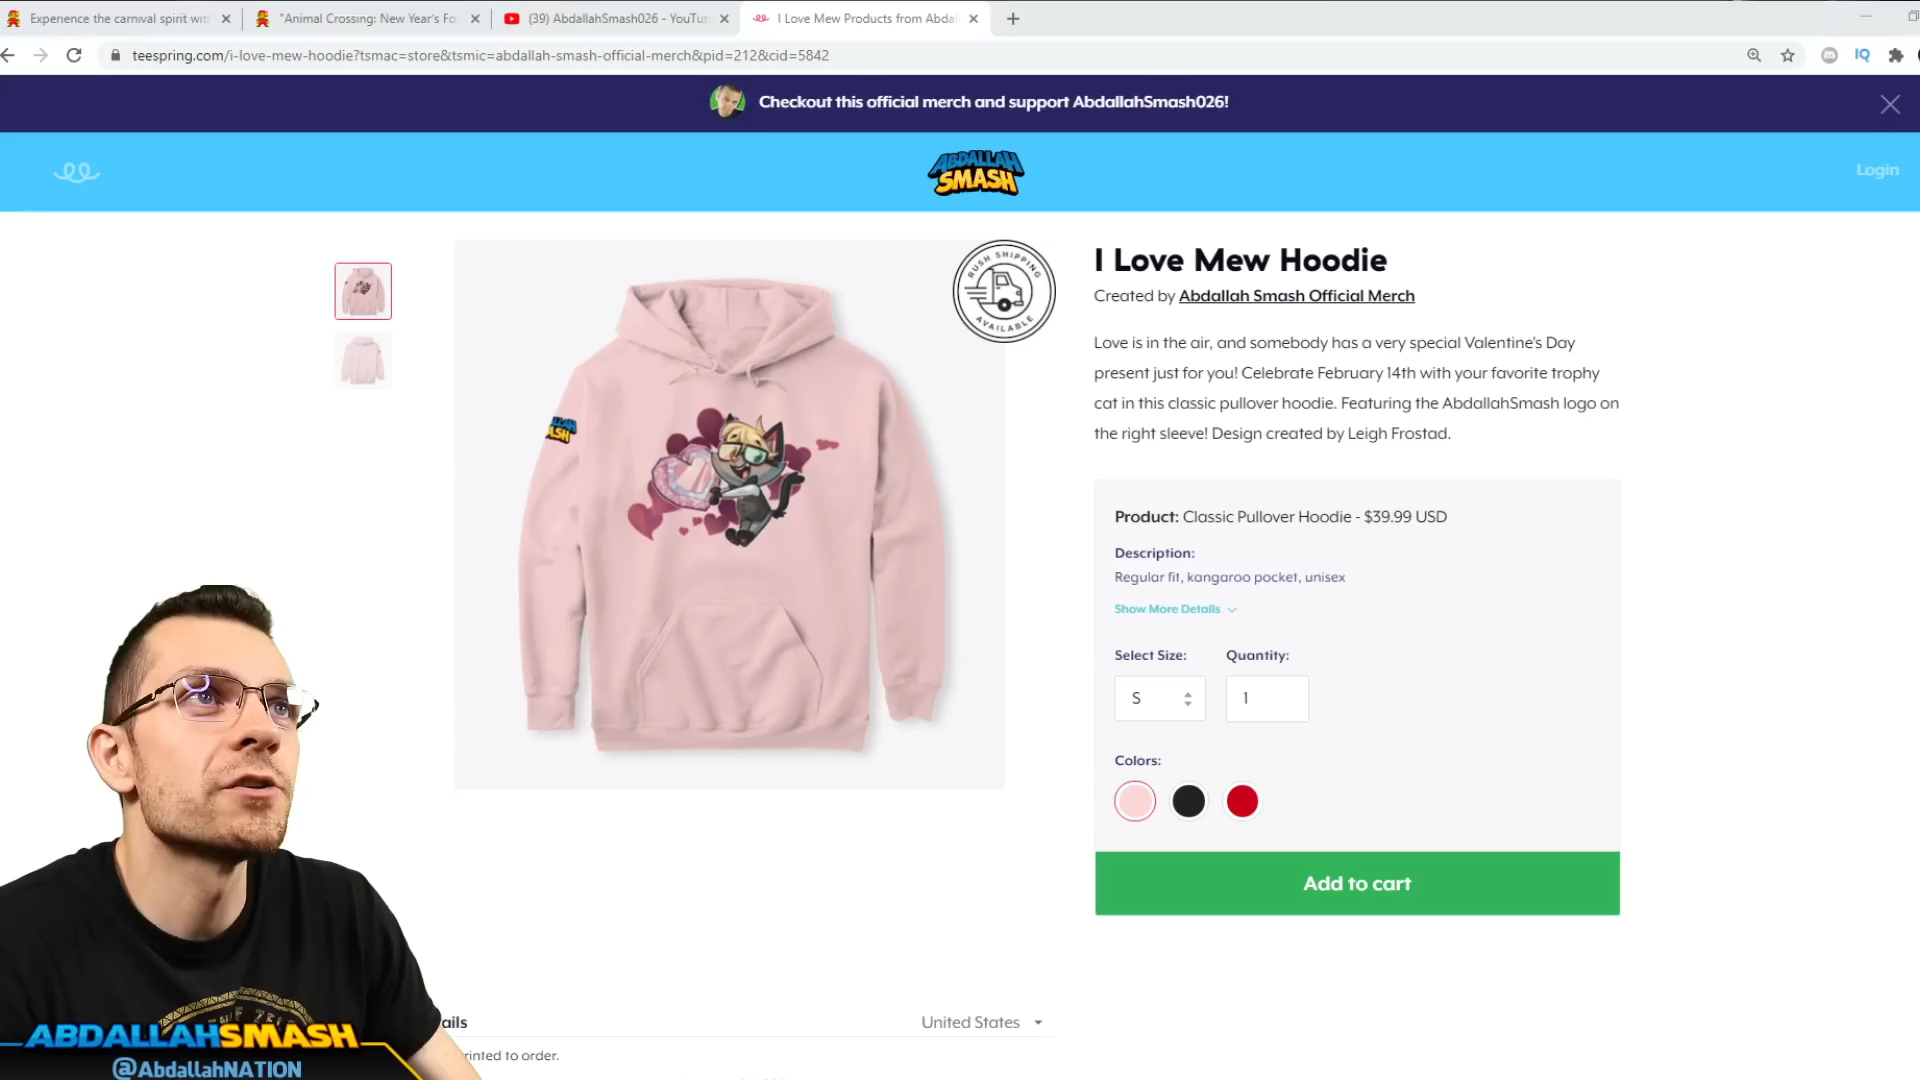 Experience the carnival spirit with
"Animal Crossing: New Year's Fo
(39) AbdallahSmash026 - YouTu
I Love Mew Products from Abdal
teespring.com/i-love-mew-hoodie?tsmac=store&tsmic=abdallah-smash-official-merch&pid=212&cid=5842
IQ
Checkout this official merch and support AbdallahSmash026!
ABDALLAH
SMASH
Login
RUSH SHIPPING
AVAILABLE
I Love Mew Hoodie
Created by Abdallah Smash Official Merch
Love is in the air, and somebody has a very special Valentine's Day
present just for you! Celebrate February 14th with your favorite trophy
cat in this classic pullover hoodie. Featuring the AbdallahSmash logo on
the right sleeve! Design created by Leigh Frostad.
Product: Classic Pullover Hoodie - $39.99 USD
Description:
Regular fit, kangaroo pocket, unisex
Show More Details
Select Size:
Quantity:
S
1
Colors:
Add to cart
ails
United States
rinted to order.
ABDALLAHSMASH
@AbdallahNATION